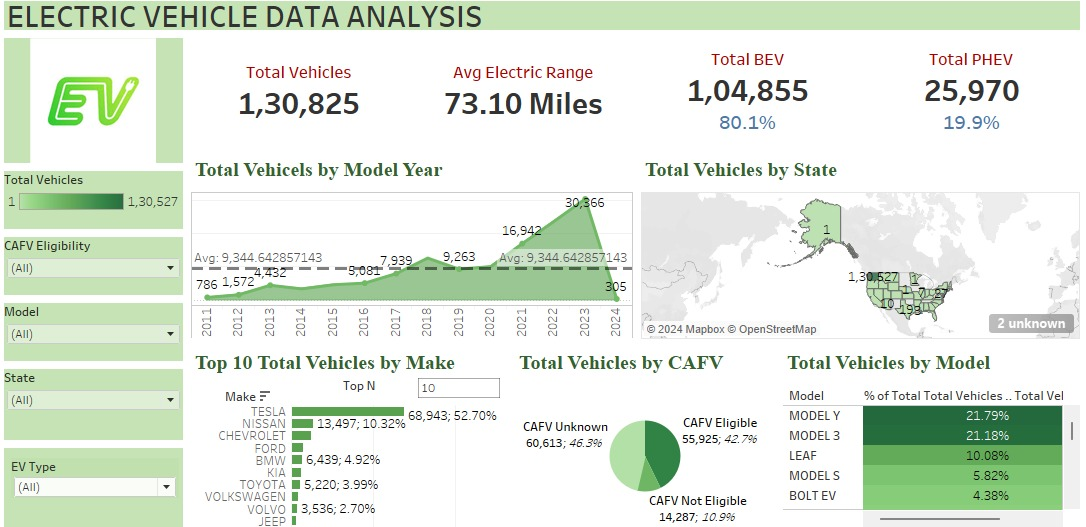 ELECTRIC VEHICLE DATA ANALYSIS
EV
Total Vehicles
1,30,825
Avg Electric Range
73.10 Miles
Total BEV
1,04,855
80.1%
Total PHEV
25,970
19.9%
Total Vehicles
1
1,30,527
CAFV Eligibility
(All)
Model
(All)
State
(All)
EV Type
(All)
Total Vehicels by Model Year
30,366
16,942
Avg: 9,344.642857143
Avg: 9,344.642857143
7,939
9,263
5,081
4,432
1,572
786
305
2011
2012
2013
2014
2015
2016
2017
2018
2019
2020
2021
2022
2023
2024
Total Vehicles by State
1
1,30,527
1
1
7
27
10
193
© 2024 Mapbox © OpenStreetMap
2 unknown
Top 10 Total Vehicles by Make
Top N
10
Make
TESLA 68,943; 52.70%
NISSAN 13,497; 10.32%
CHEVROLET
FORD
BMW 6,439; 4.92%
KIA
TOYOTA 5,220; 3.99%
VOLKSWAGEN
VOLVO 3,536; 2.70%
JEEP
Total Vehicles by CAFV
CAFV Unknown
60,613; 46.3%
CAFV Eligible
55,925; 42.7%
CAFV Not Eligible
14,287; 10.9%
Total Vehicles by Model
Model % of Total Total Vehicles .. Total Vel
MODEL Y 21.79%
MODEL 3 21.18%
LEAF 10.08%
MODEL S 5.82%
BOLT EV 4.38%